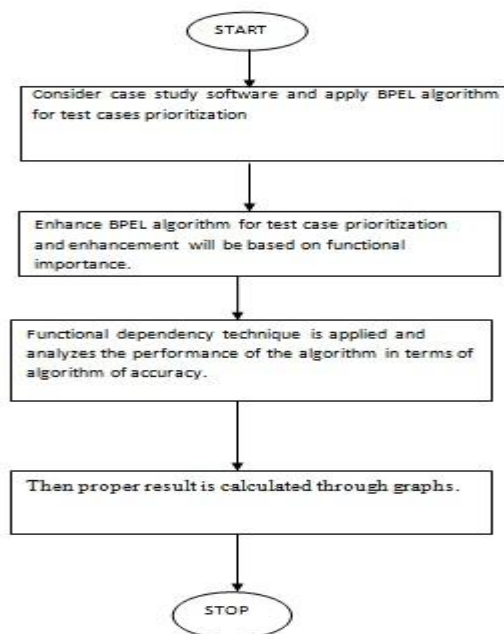 START
Consider case study software and apply BPEL algorithm
for test cases prioritization
Enhance BPEL algorithm for test case prioritization
and enhancement will be based on functional
importance.
Functional dependency technique is applied and
analyzes the performance of the algorithm in terms of
algorithm of accuracy.
Then proper result is calculated through graphs.
STOP